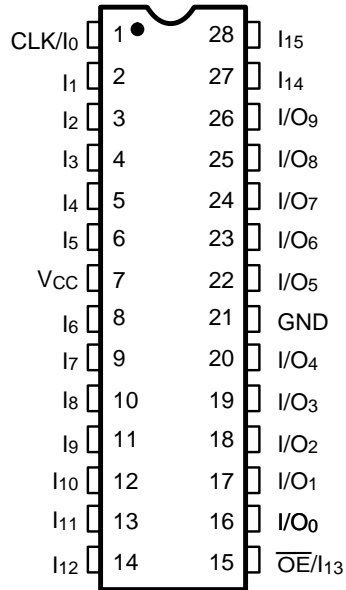 CLK/I0 1 28 I15
I1 2 27 I14
I2 3 26 I/O9
I3 4 25 I/O8
I4 5 24 I/O7
I5 6 23 I/O6
VCC 7 22 I/O5
I6 8 21 GND
I7 9 20 I/O4
I8 10 19 I/O3
I9 11 18 I/O2
I10 12 17 I/O1
I11 13 16 I/O0
I12 14 15 O̅E̅/I13